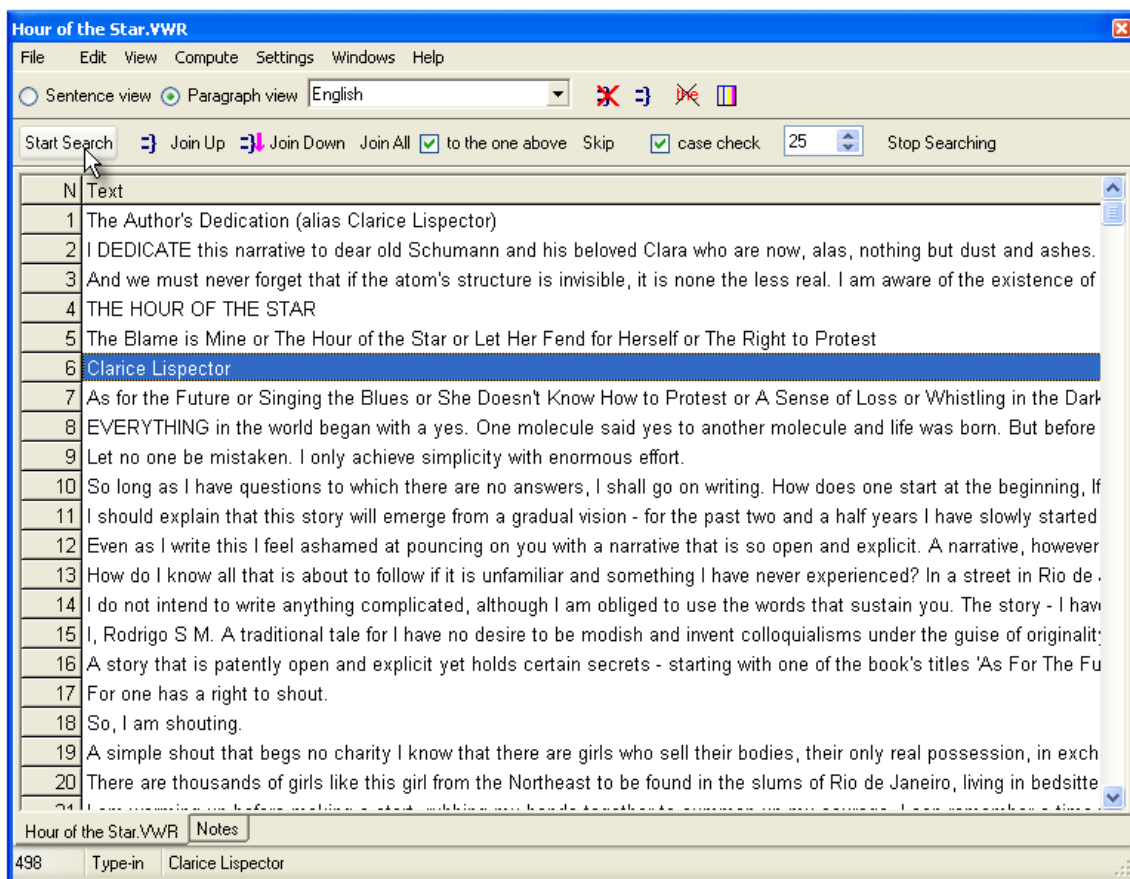 Hour of the Star.VWR
File Edit View Compute Settings Windows Help
Sentence view Paragraph view English the
Start Search Join Up Join Down Join All to the one above Skip case check 25 Stop Searching
N Text
1 The Author's Dedication (alias Clarice Lispector)
2 I DEDICATE this narrative to dear old Schumann and his beloved Clara who are now, alas, nothing but dust and ashes.
3 And we must never forget that if the atom's structure is invisible, it is none the less real. I am aware of the existence of
4 THE HOUR OF THE STAR
5 The Blame is Mine or The Hour of the Star or Let Her Fend for Herself or The Right to Protest
6 Clarice Lispector
7 As for the Future or Singing the Blues or She Doesn't Know How to Protest or A Sense of Loss or Whistling in the Dark
8 EVERYTHING in the world began with a yes. One molecule said yes to another molecule and life was born. But before
9 Let no one be mistaken. I only achieve simplicity with enormous effort.
10 So long as I have questions to which there are no answers, I shall go on writing. How does one start at the beginning, If
11 I should explain that this story will emerge from a gradual vision - for the past two and a half years I have slowly started
12 Even as I write this I feel ashamed at pouncing on you with a narrative that is so open and explicit. A narrative, however
13 How do I know all that is about to follow if it is unfamiliar and something I have never experienced? In a street in Rio de
14 I do not intend to write anything complicated, although I am obliged to use the words that sustain you. The story - I hav
15 I, Rodrigo S M. A traditional tale for I have no desire to be modish and invent colloquialisms under the guise of originality
16 A story that is patently open and explicit yet holds certain secrets - starting with one of the book's titles 'As For The Fu
17 For one has a right to shout.
18 So, I am shouting.
19 A simple shout that begs no charity I know that there are girls who sell their bodies, their only real possession, in exch
20 There are thousands of girls like this girl from the Northeast to be found in the slums of Rio de Janeiro, living in bedsitte
Hour of the Star.VWR Notes
498 Type-in Clarice Lispector